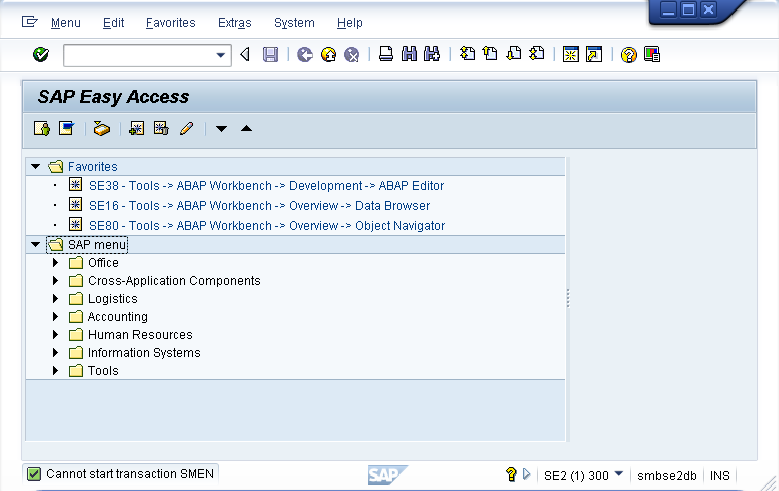 Menu Edit Favorites Extras System Help
SAP Easy Access
Favorites
SE38 - Tools -> ABAP Workbench -> Development -> ABAP Editor
SE16 - Tools -> ABAP Workbench -> Overview -> Data Browser
SE80 - Tools -> ABAP Workbench -> Overview -> Object Navigator
SAP menu
Office
Cross-Application Components
Logistics
Accounting
Human Resources
Information Systems
Tools
Cannot start transaction SMEN SAP SE2 (1) 300 smbse2db INS